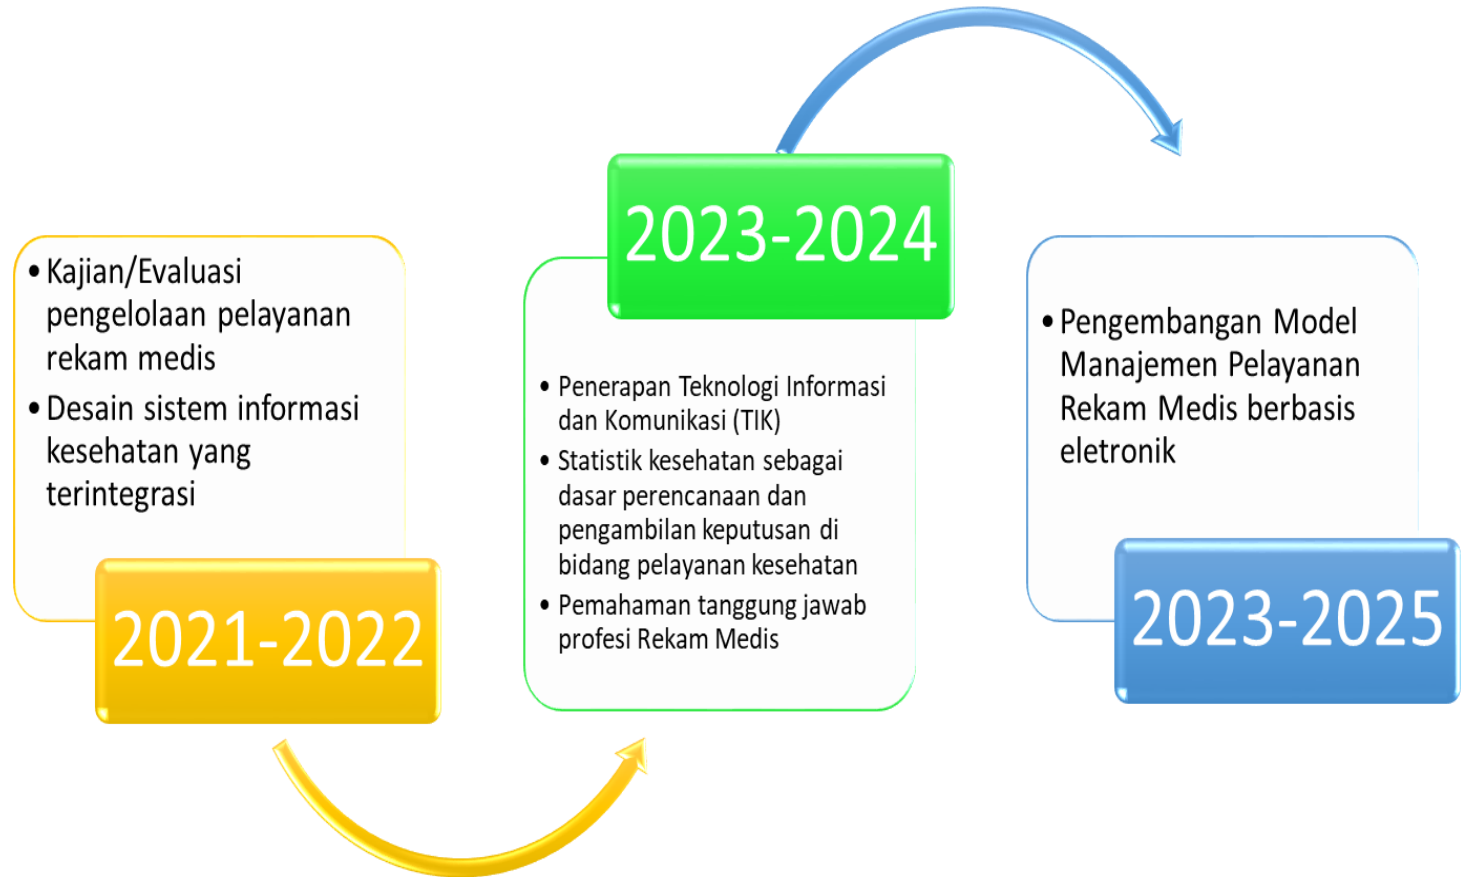 • Kajian/Evaluasi
pengelolaan pelayanan
rekam medis
• Desain sistem informasi
kesehatan yang
terintegrasi
2021-2022
2023-2024
• Penerapan Teknologi Informasi
dan Komunikasi (TIK)
• Statistik kesehatan sebagai
dasar perencanaan dan
pengambilan keputusan di
bidang pelayanan kesehatan
• Pemahaman tanggung jawab
profesi Rekam Medis
• Pengembangan Model
Manajemen Pelayanan
Rekam Medis berbasis
eletronik
2023-2025